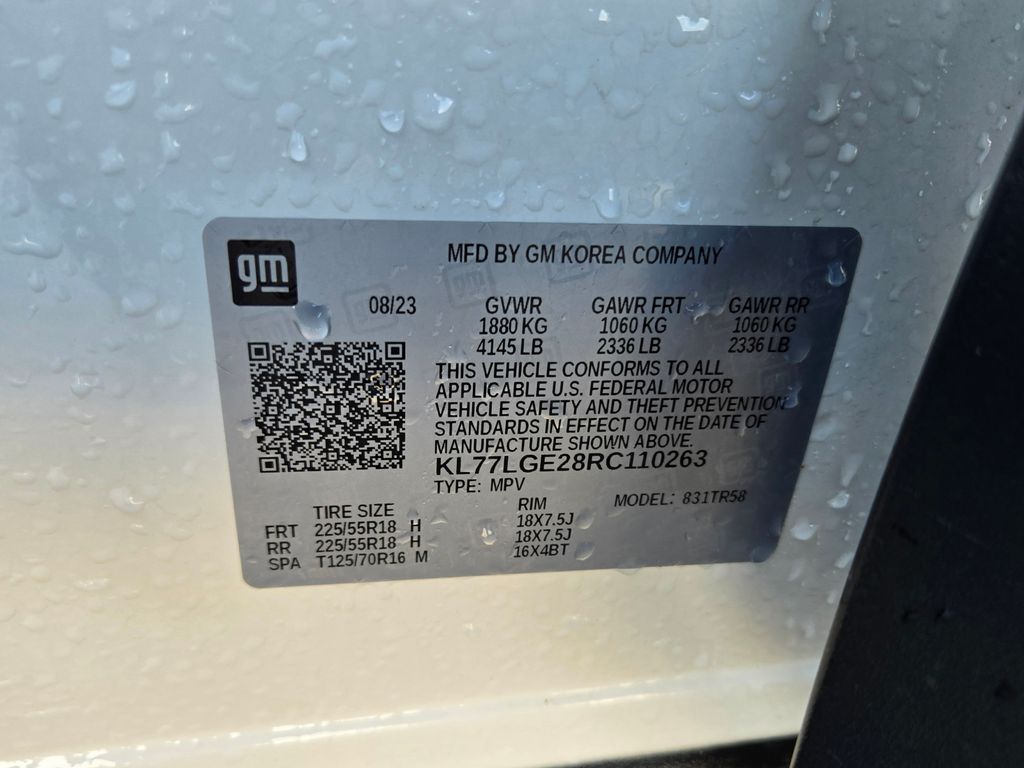 gm
MFD BY GM KOREA COMPANY
08/23 GVWR GAWR FRT GAWR RR
1880 KG 1060 KG 1060 KG
4145 LB 2336 LB 2336 LB
THIS VEHICLE CONFORMS TO ALL
APPLICABLE U.S. FEDERAL MOTOR
VEHICLE SAFETY AND THEFT PREVENTION
STANDARDS IN EFFECT ON THE DATE OF
MANUFACTURE SHOWN ABOVE.
KL77LGE28RC110263
TYPE: MPV MODEL: 831TR58
TIRE SIZE RIM
FRT 225/55R18 H 18X7.5J
RR 225/55R18 H 18X7.5J
SPA T125/70R16 M 16X4BT